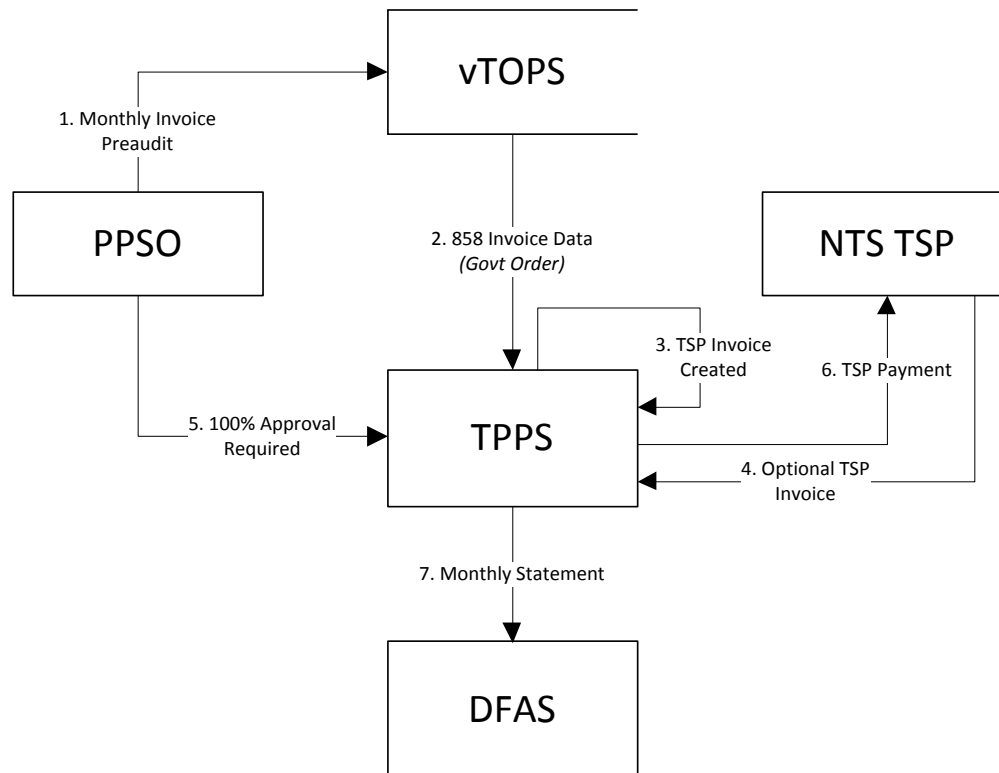 vTOPS
1. Monthly Invoice
Preaudit
PPSO
2. 858 Invoice Data
(Govt Order)
NTS TSP
3. TSP Invoice
Created
6. TSP Payment
5. 100% Approval
Required
TPPS
4. Optional TSP
Invoice
7. Monthly Statement
DFAS